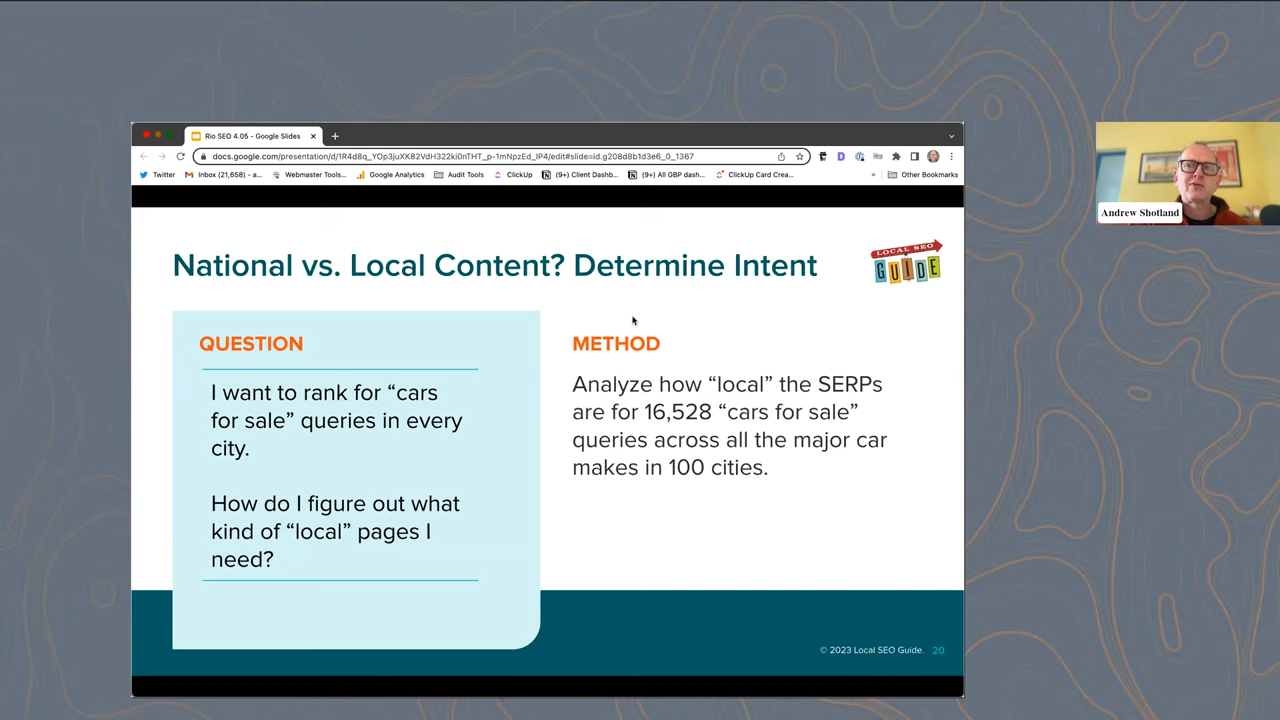 Rio SEO 4.05 - Google Slides
docs.google.com/presentation/d/1R4d8q_YOp3juXK82VdH322ki0nTHT_p-1mNpzEd_IP4/edit#slide=id.g208d8b1d3e6_0_1367
Twitter
Inbox (21,658) - a...
Webmaster Tools...
Google Analytics
Audit Tools
ClickUp
(9+) Client Dashb...
(9+) All GBP dash...
ClickUp Card Crea...
»
Other Bookmarks
Andrew Shotland
National vs. Local Content? Determine Intent
LOCAL SEO
GUIDE
QUESTION
I want to rank for “cars
for sale” queries in every
city.
How do I figure out what
kind of “local” pages I
need?
METHOD
Analyze how “local” the SERPs
are for 16,528 “cars for sale”
queries across all the major car
makes in 100 cities.
© 2023 Local SEO Guide. 20